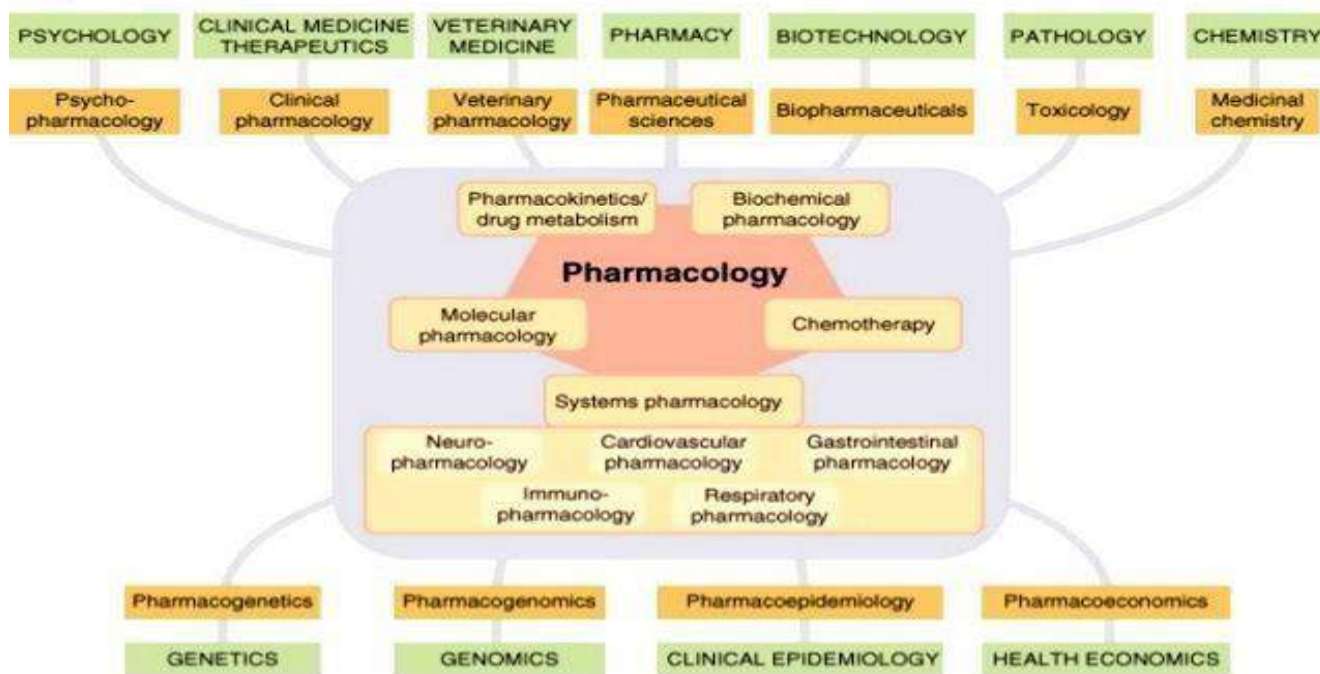 PSYCHOLOGY
CLINICAL MEDICINE
THERAPEUTICS
VETERINARY
MEDICINE
PHARMACY
BIOTECHNOLOGY
PATHOLOGY
CHEMISTRY
Psycho-
pharmacology
Clinical
pharmacology
Veterinary
pharmacology
Pharmaceutical
sciences
Biopharmaceuticals
Toxicology
Medicinal
chemistry
Pharmacokinetics/
drug metabolism
Biochemical
pharmacology
Pharmacology
Molecular
pharmacology
Chemotherapy
Systems pharmacology
Neuro-
pharmacology
Cardiovascular
pharmacology
Gastrointestinal
pharmacology
Immuno-
pharmacology
Respiratory
pharmacology
Pharmacogenetics
Pharmacogenomics
Pharmacoepidemiology
Pharmacoeconomics
GENETICS
GENOMICS
CLINICAL EPIDEMIOLOGY
HEALTH ECONOMICS